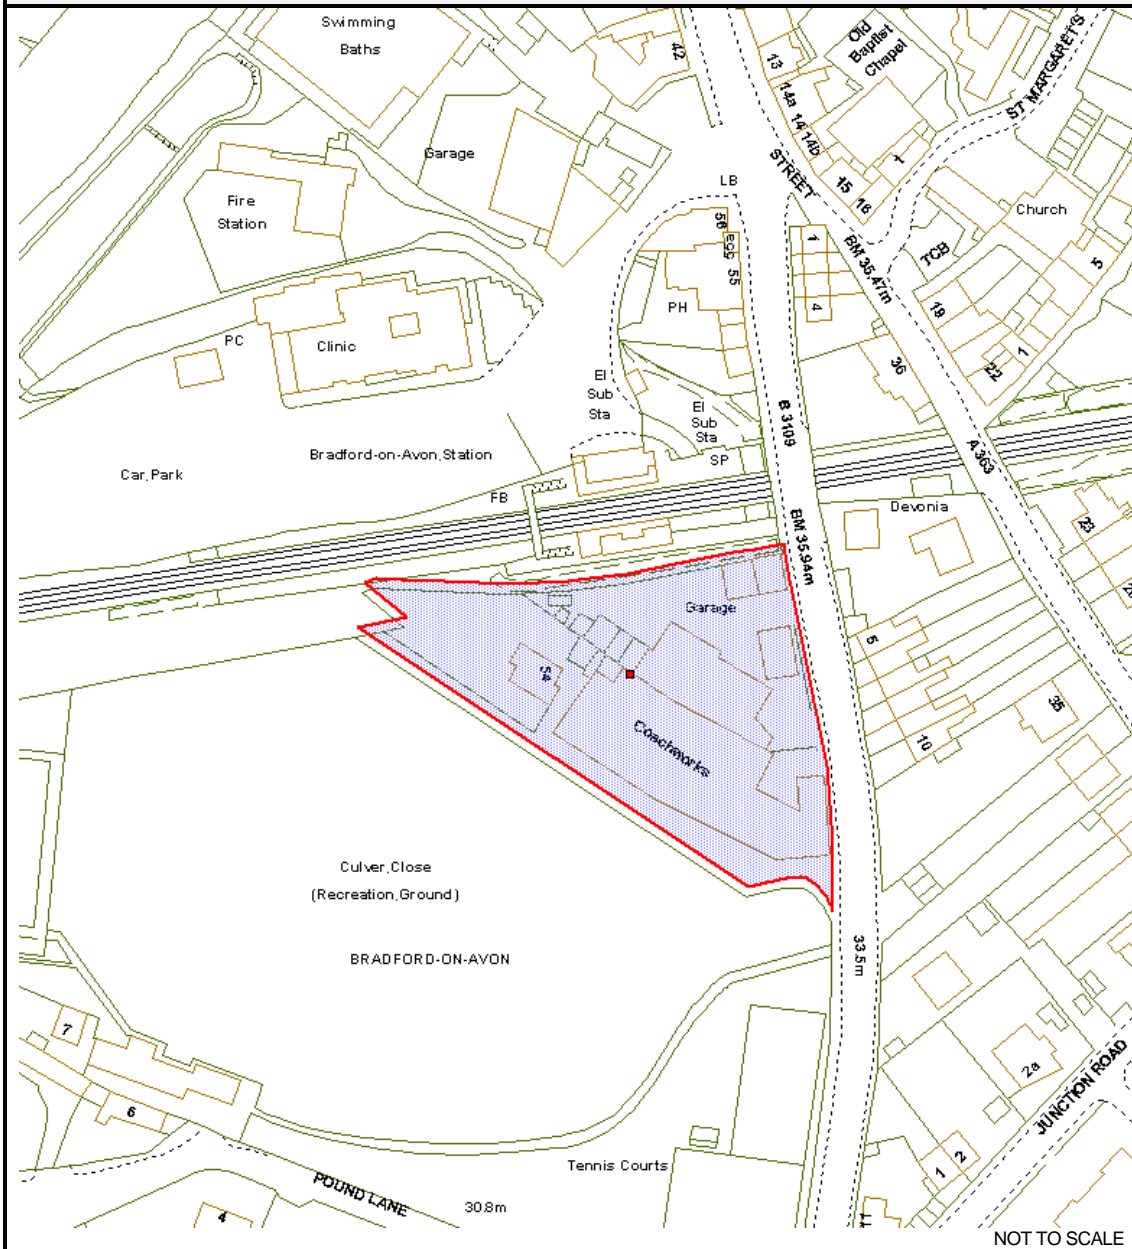 Swimming
Baths
42
13
Old
Baptist
Chapel
ST MARGARET'S
14a
14
14b
Garage
STREET
15
16
1
LB
Fire
Station
Church
56
55
1
BM 35.47m
TCB
5
PH
4
19
PC
Clinic
36
22
1
El
Sub
Sta
El
Sub
Sta
B 3109
A 363
Bradford-on-Avon Station
SP
Car Park
FB
Devonia
BM 35.94m
23
Garage
5
54
35
10
Coachworks
Culver Close
(Recreation Ground)
BRADFORD-ON-AVON
33.5m
7
2a
JUNCTION ROAD
6
Tennis Courts
1
2
POUND LANE
30.8m
4
11
NOT TO SCALE